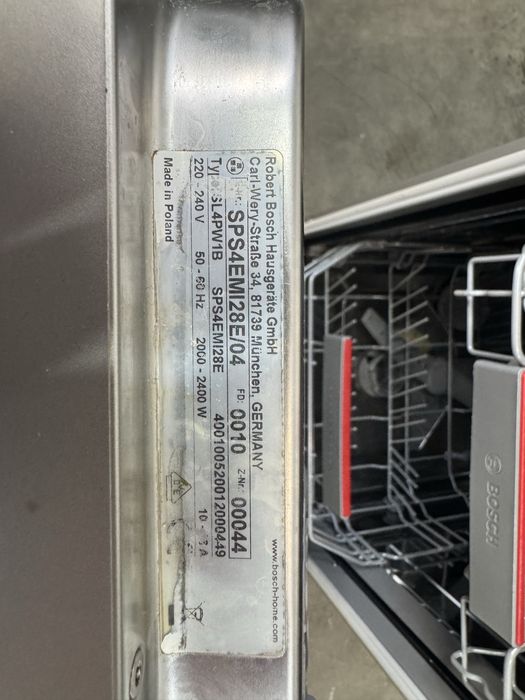 Robert Bosch Hausgeräte GmbH
Carl-Wery-Straße 34, 81739 München, GERMANY
www.bosch-home.com
SPS4EMI28E/04 FD: 0010 Z-Nr: 00044
SL4PW1B SPS4EMI28E 400100520012000449
220 - 240 V 50 - 60 Hz 2000 - 2400 W 10 - A
Made in Poland
BOSCH